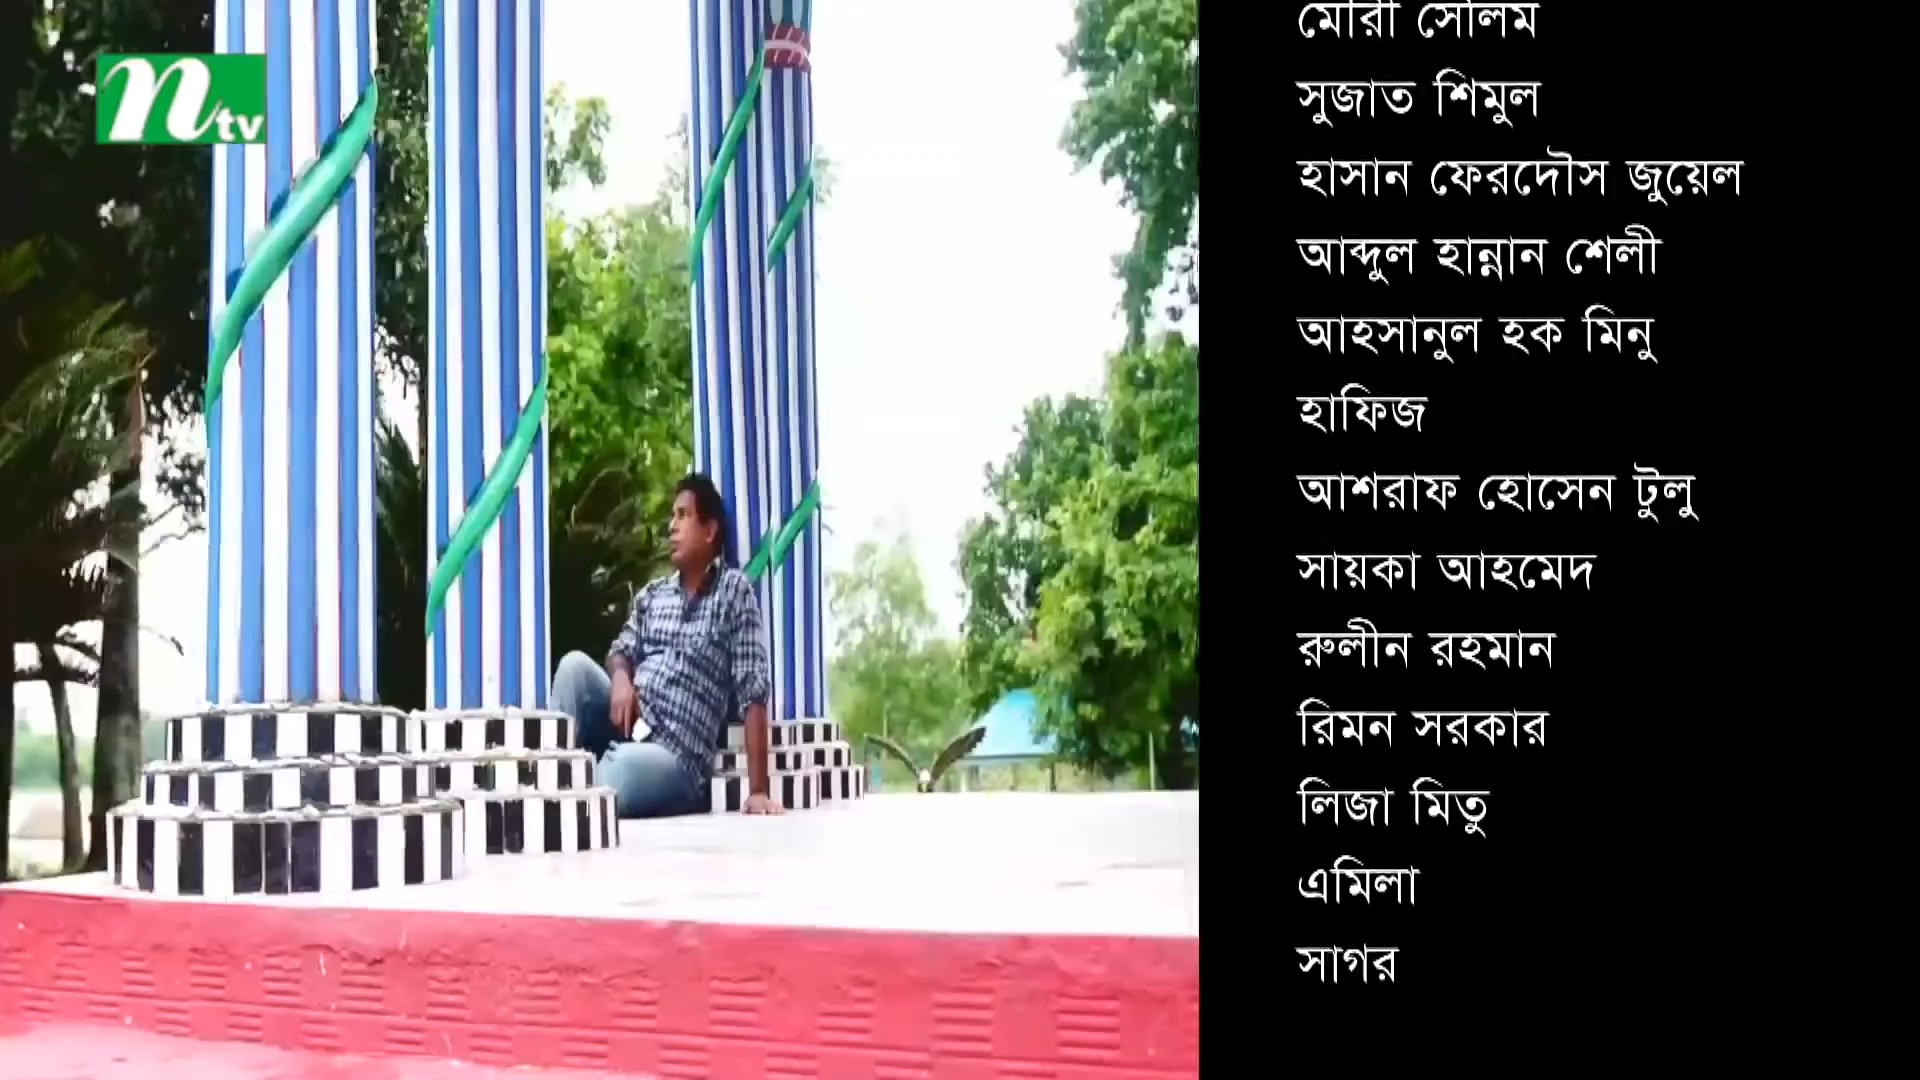 ntv
সেলিম
সুজাত শিমুল
হাসান ফেরদৌস জুয়েল
আব্দুল হান্নান শেলী
আহসানুল হক মিনু
হাফিজ
আশরাফ হোসেন টুলু
সায়কা আহমেদ
রুলীন রহমান
রিমন সরকার
লিজা মিতু
এমিলা
সাগর